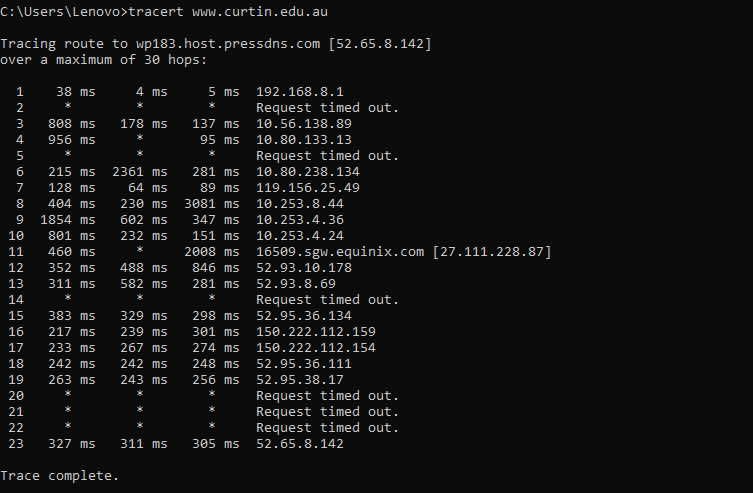 C:\Users\Lenovo>tracert www.curtin.edu.au
Tracing route to wp183.host.pressdns.com [52.65.8.142]
over a maximum of 30 hops:
1 38 ms 4 ms 5 ms 192.168.8.1
2 * * * Request timed out.
3 808 ms 178 ms 137 ms 10.56.138.89
4 956 ms * 95 ms 10.80.133.13
5 * * * Request timed out.
6 215 ms 2361 ms 281 ms 10.80.238.134
7 128 ms 64 ms 89 ms 119.156.25.49
8 404 ms 230 ms 3081 ms 10.253.8.44
9 1854 ms 602 ms 347 ms 10.253.4.36
10 801 ms 232 ms 151 ms 10.253.4.24
11 460 ms * 2008 ms 16509.sgw.equinix.com [27.111.228.87]
12 352 ms 488 ms 846 ms 52.93.10.178
13 311 ms 582 ms 281 ms 52.93.8.69
14 * * * Request timed out.
15 383 ms 329 ms 298 ms 52.95.36.134
16 217 ms 239 ms 301 ms 150.222.112.159
17 233 ms 267 ms 274 ms 150.222.112.154
18 242 ms 242 ms 248 ms 52.95.36.111
19 263 ms 243 ms 256 ms 52.95.38.17
20 * * * Request timed out.
21 * * * Request timed out.
22 * * * Request timed out.
23 327 ms 311 ms 305 ms 52.65.8.142
Trace complete.